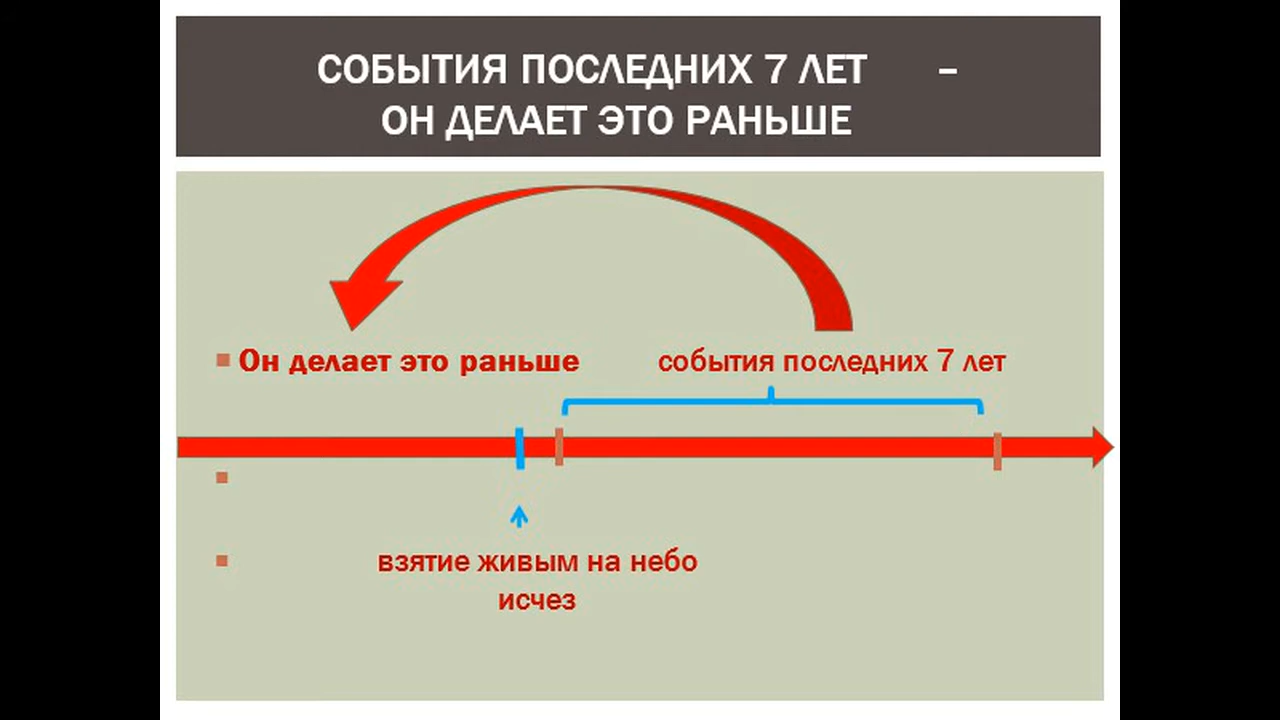 СОБЫТИЯ ПОСЛЕДНИХ 7 ЛЕТ –
ОН ДЕЛАЕТ ЭТО РАНЬШЕ
Он делает это раньше события последних 7 лет
взятие живым на небо
исчез